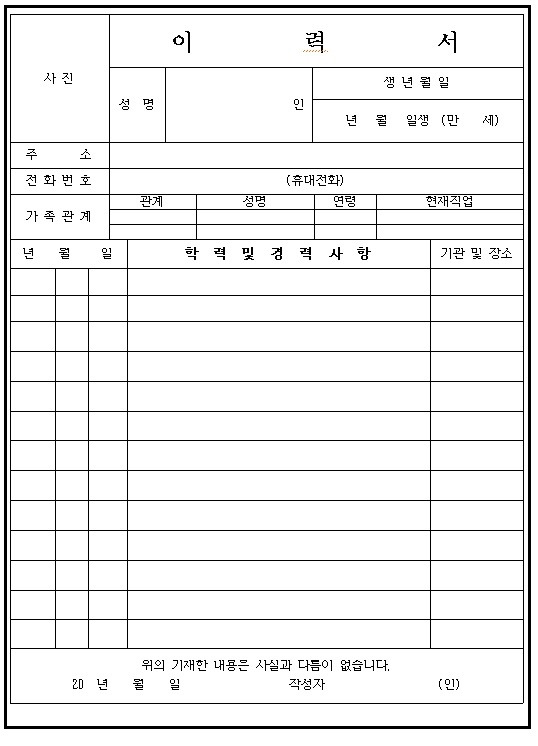 이 력 서
사 진
성 명
인
생 년 월 일
년 월 일생 (만 세)
주 소
전 화 번 호
(휴대전화)
가 족 관 계
관계 성명 연령 현재직업
년 월 일 학 력 및 경 력 사 항 기관 및 장소
위의 기재한 내용은 사실과 다름이 없습니다.
20 년 월 일 작성자 (인)